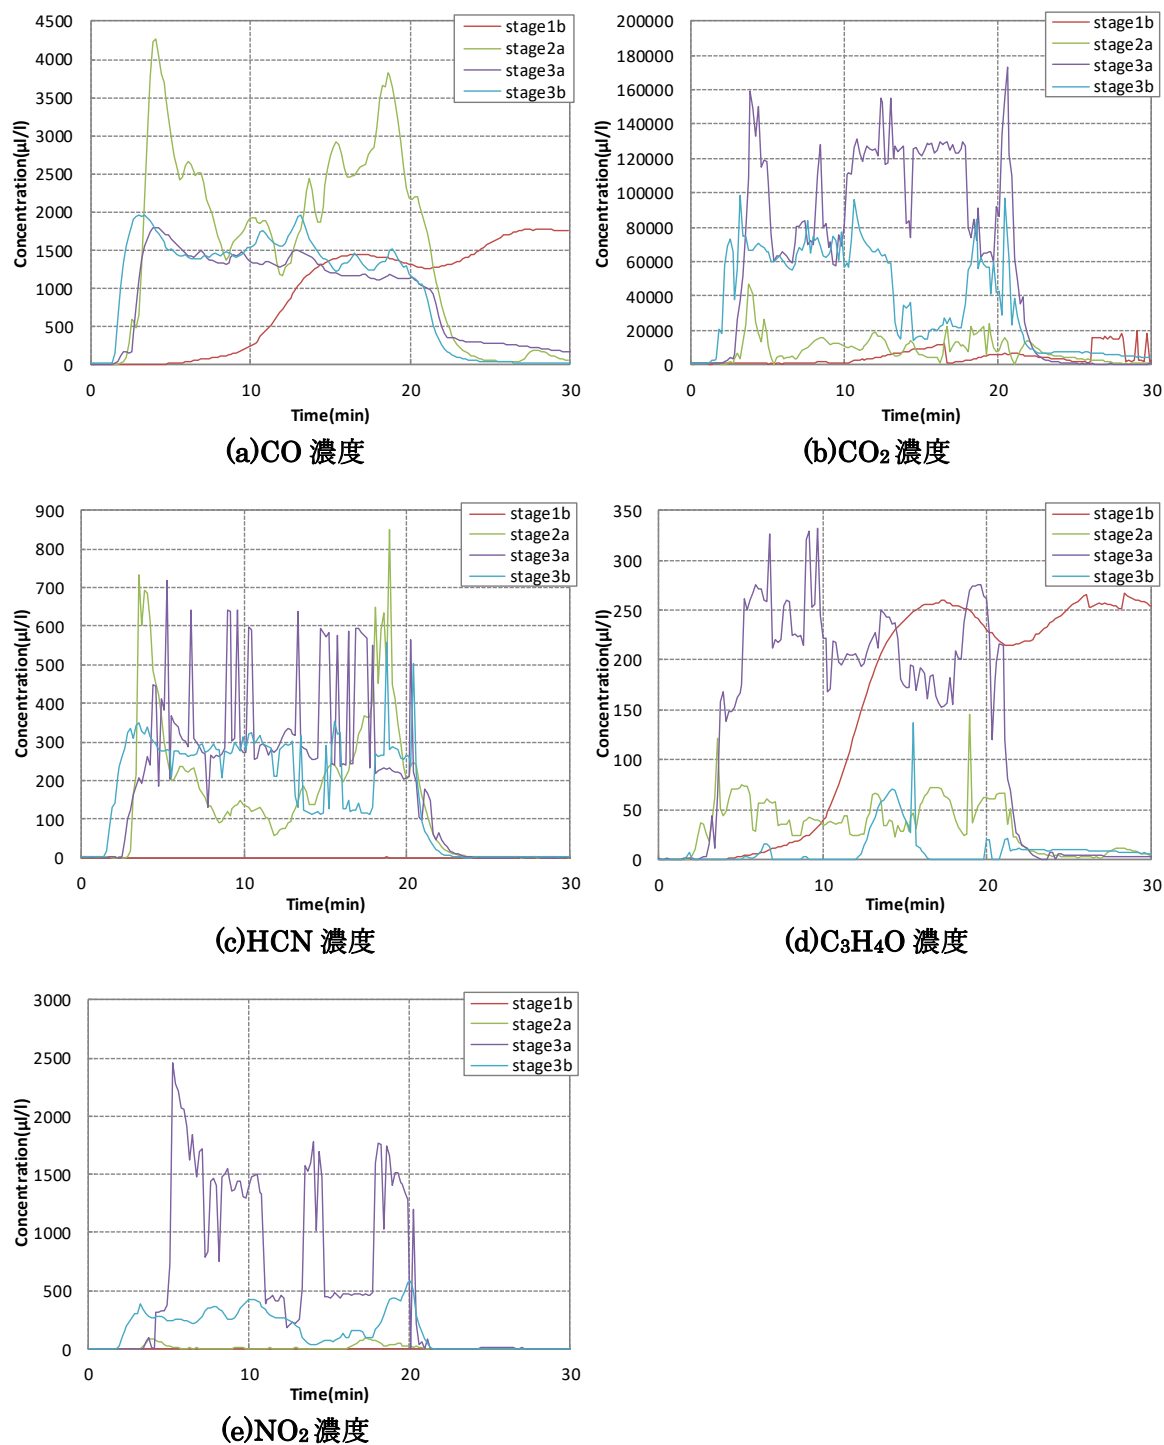 4500
4000
3500
3000
2500
2000
1500
1000
500
0
Concentration(µl/l)
stage1b
stage2a
stage3a
stage3b
0 10 20 30
Time(min)
(a)CO 濃度
200000
180000
160000
140000
120000
100000
80000
60000
40000
20000
0
Concentration(µl/l)
stage1b
stage2a
stage3a
stage3b
0 10 20 30
Time(min)
(b)CO₂ 濃度
900
800
700
600
500
400
300
200
100
0
Concentration(µl/l)
stage1b
stage2a
stage3a
stage3b
0 10 20 30
Time(min)
(c)HCN 濃度
350
300
250
200
150
100
50
0
Concentration(µl/l)
stage1b
stage2a
stage3a
stage3b
0 10 20 30
Time(min)
(d)C₃H₄O 濃度
3000
2500
2000
1500
1000
500
0
Concentration(µl/l)
stage1b
stage2a
stage3a
stage3b
0 10 20 30
Time(min)
(e)NO₂ 濃度